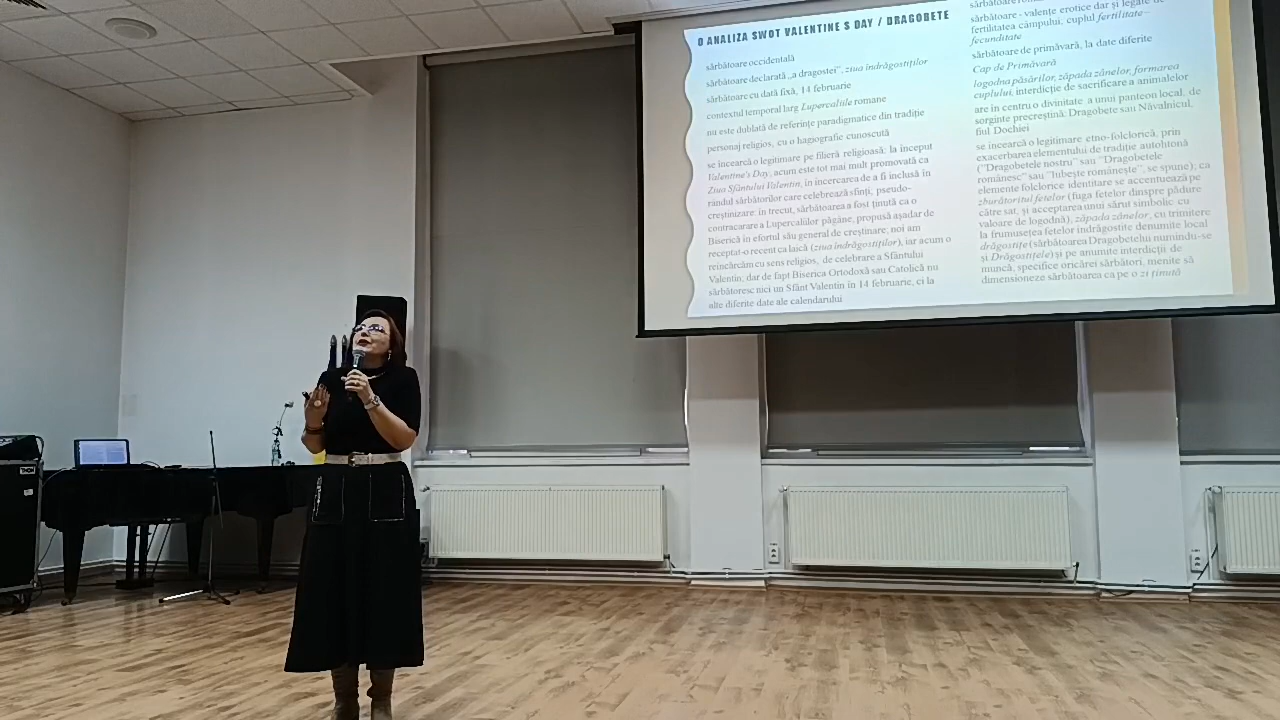 O ANALIZA SWOT VALENTINE S DAY / DRAGOBETE
sărbătoare occidentală
sărbătoare declarată „a dragostei”, ziua îndrăgostiților
sărbătoare cu dată fixă, 14 februarie
contextul temporal larg Lupercaliile romane
nu este dublată de referințe paradigmatice din tradiție
personaj religios, cu o hagiografie cunoscută
se încearcă o legitimare pe filieră religioasă: la început
Valentine's Day, acum este tot mai mult promovată ca
Ziua Sfântului Valentin, în încercarea de a fi inclusă în
rândul sărbătorilor care celebrează sfinți, pseudo-
creștinizare: în trecut, sărbătoarea a fost ținută ca o
contracarare a Lupercaliilor păgâne, propusă așadar de
Biserică în efortul său general de creștinare; noi am
receptat-o recent ca laică (ziua îndrăgostiților), iar acum o
reîncărcăm cu sens religios, de celebrare a Sfântului
Valentin, dar de fapt Biserica Ortodoxă sau Catolică nu
sărbătoresc nici un Sfânt Valentin în 14 februarie, ci la
alte diferite date ale calendarului
sărbătoare
sărbătoare - valențe erotice dar și legate de
fertilitatea câmpului, cuplul fertilitate–
fecunditate
sărbătoare de primăvară, la date diferite
Cap de Primăvară
logodna păsărilor, zăpada zânelor, formarea
cuplului, interdicție de sacrificare a animalelor
are în centru o divinitate a unui panteon local, de
sorginte precreștină: Dragobete sau Năvalnicul,
fiul Dochiei
se încearcă o legitimare etno-folclorică, prin
exacerbarea elementului de tradiție autohtonă
("Dragobetele nostru" sau "Dragobetele
românesc" sau "Iubește românește", se spune); ca
elemente folclorice identitare se accentuează pe
zburătoritul fetelor (fuga fetelor dinspre pădure
către sat, și acceptarea unui sărut simbolic cu
valoare de logodnă), zăpada zânelor, cu trimitere
la frumusețea fetelor îndrăgostite denumite local
drăgostițe (sărbătoarea Dragobetelui numindu-se
și Drăgostițele) și pe anumite interdicții de
muncă, specifice oricărei sărbători, menite să
dimensioneze sărbătoarea ca pe o zi ținută